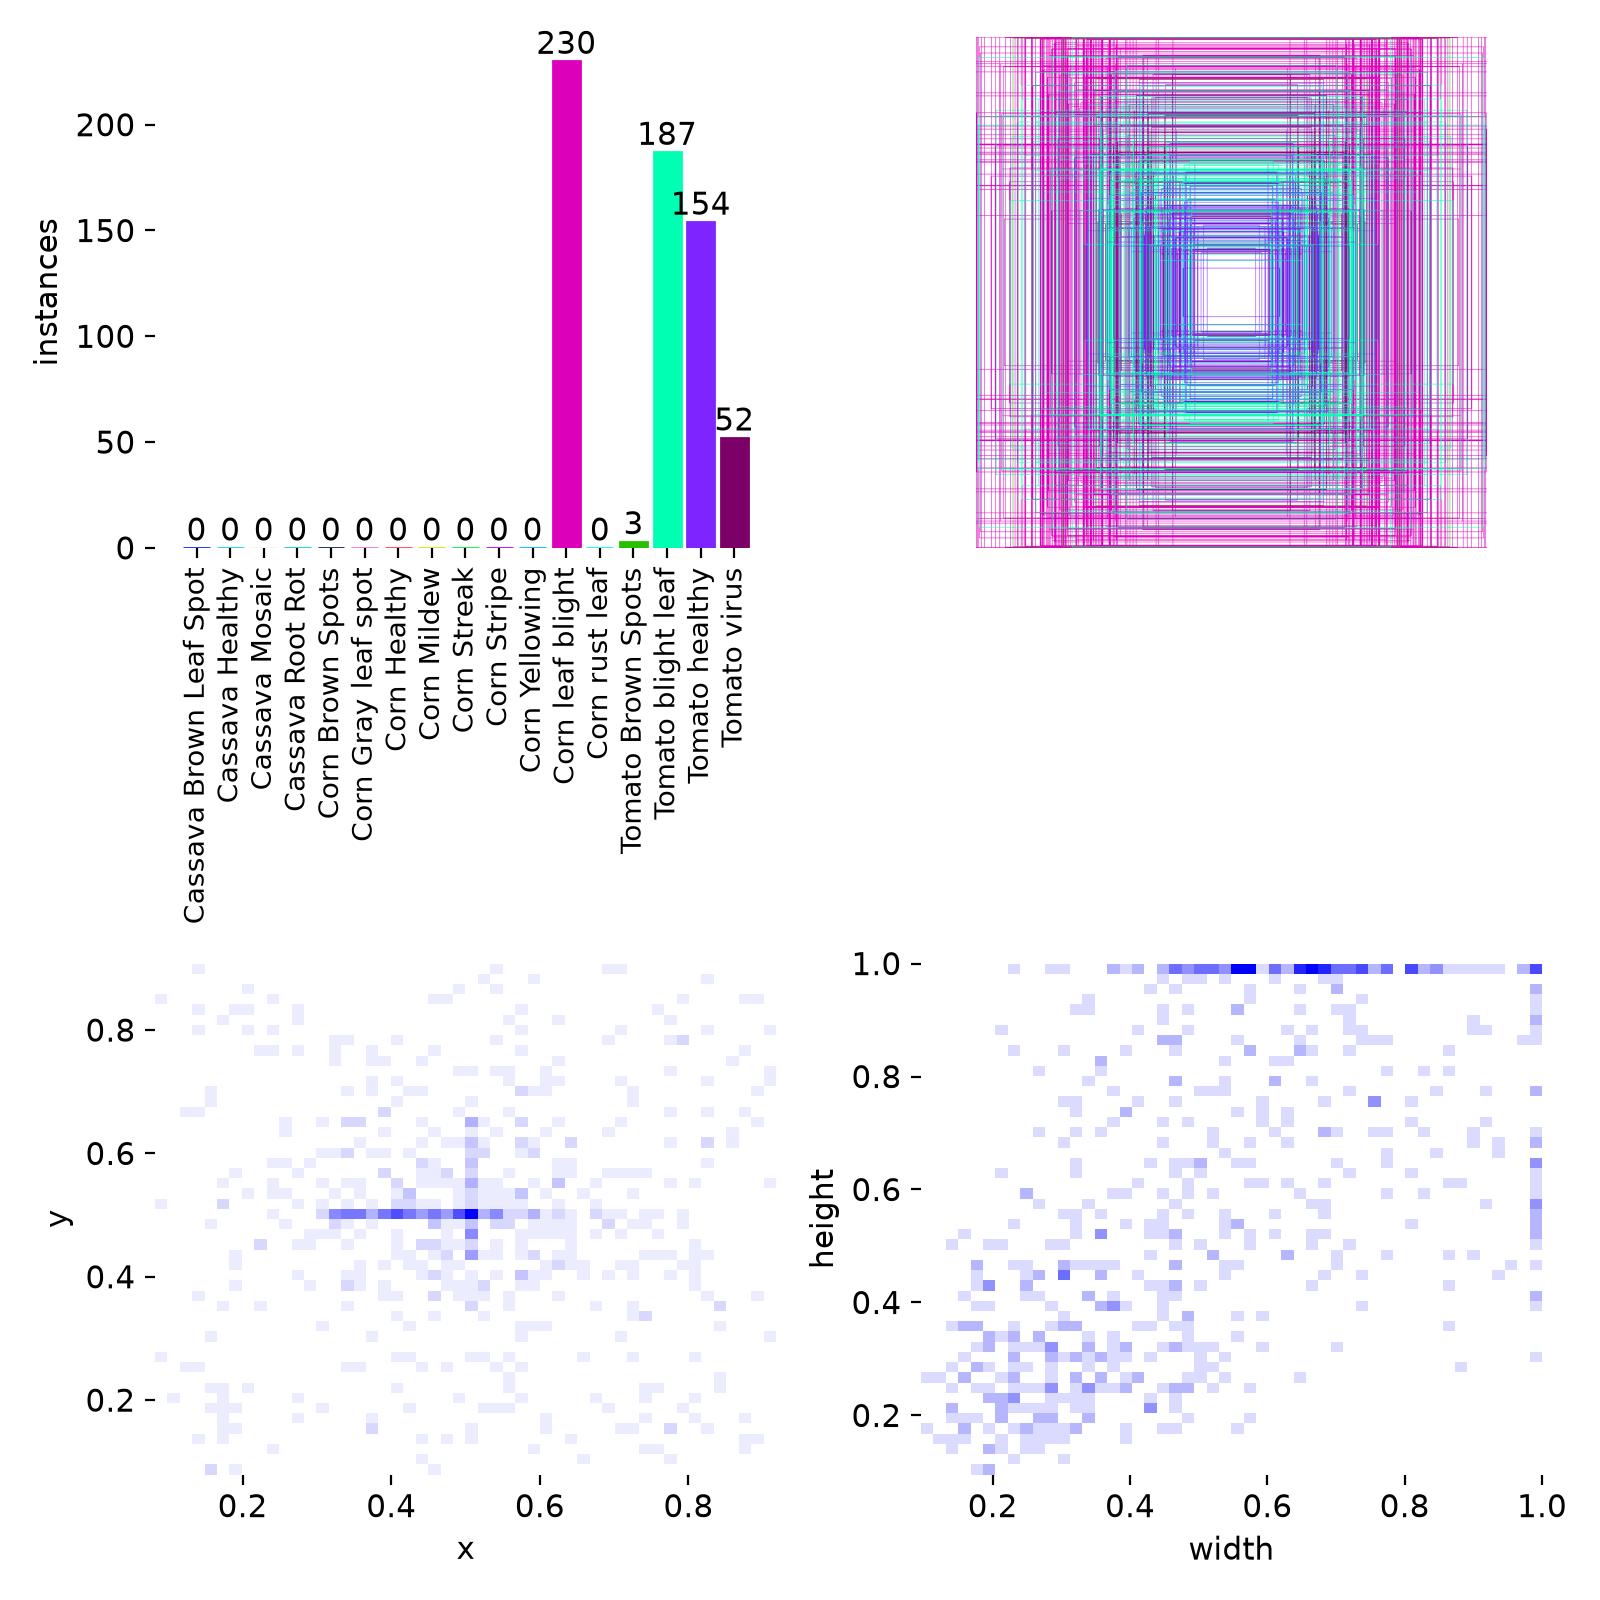 230
187
154
52
0 0 0 0 0 0 0 0 0 0 0 0 3
200
150
100
50
0
instances
Cassava Brown Leaf Spot
Cassava Healthy
Cassava Mosaic
Cassava Root Rot
Corn Brown Spots
Corn Gray leaf spot
Corn Healthy
Corn Mildew
Corn Streak
Corn Stripe
Corn Yellowing
Corn leaf blight
Corn rust leaf
Tomato Brown Spots
Tomato blight leaf
Tomato healthy
Tomato virus
0.8
0.6
0.4
0.2
y
0.2 0.4 0.6 0.8
x
1.0
0.8
0.6
0.4
0.2
height
0.2 0.4 0.6 0.8 1.0
width